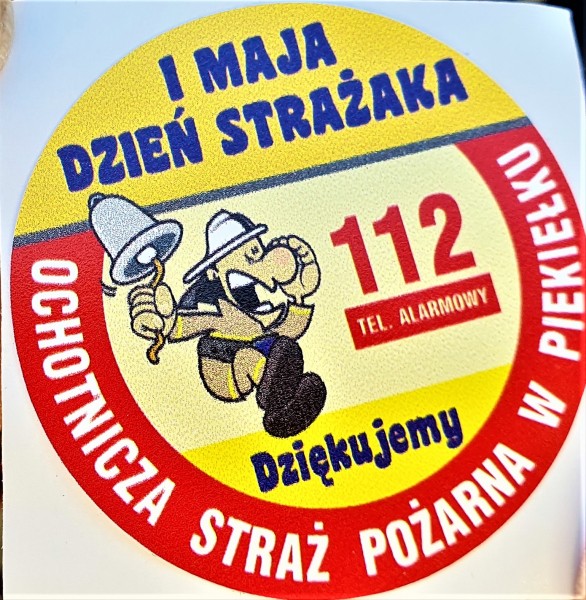 I MAJA
DZIEŃ STRAŻAKA
112
TEL. ALARMOWY
Dziękujemy
OCHOTNICZA STRAŻ POŻARNA W PIEKIEŁKU